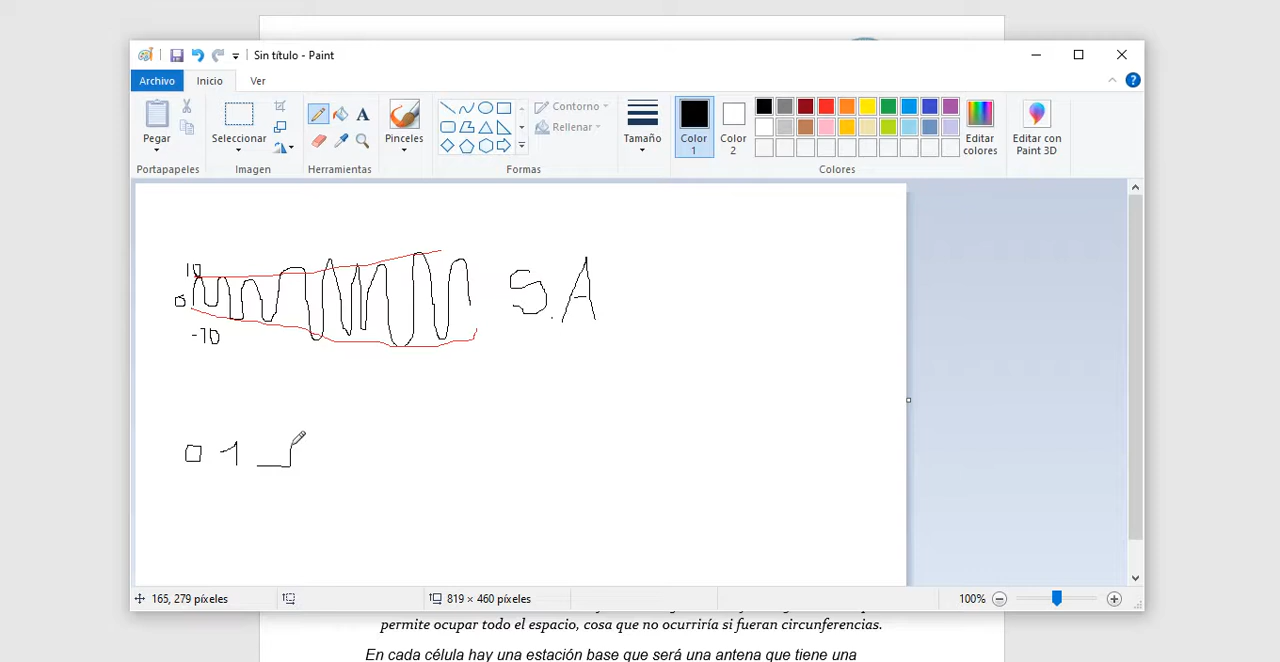 Sin título - Paint
Archivo Inicio Ver
Pegar Seleccionar Contorno Rellenar
Pinceles Tamaño Color 1 Color 2 Editar colores Editar con Paint 3D
Portapapeles Imagen Herramientas Formas Colores
10
0
S.A
-10
0 1
165, 279 píxeles 819 × 460 píxeles 100%
permite ocupar todo el espacio, cosa que no ocurriría si fueran circunferencias.
En cada célula hay una estación base que será una antena que tiene una